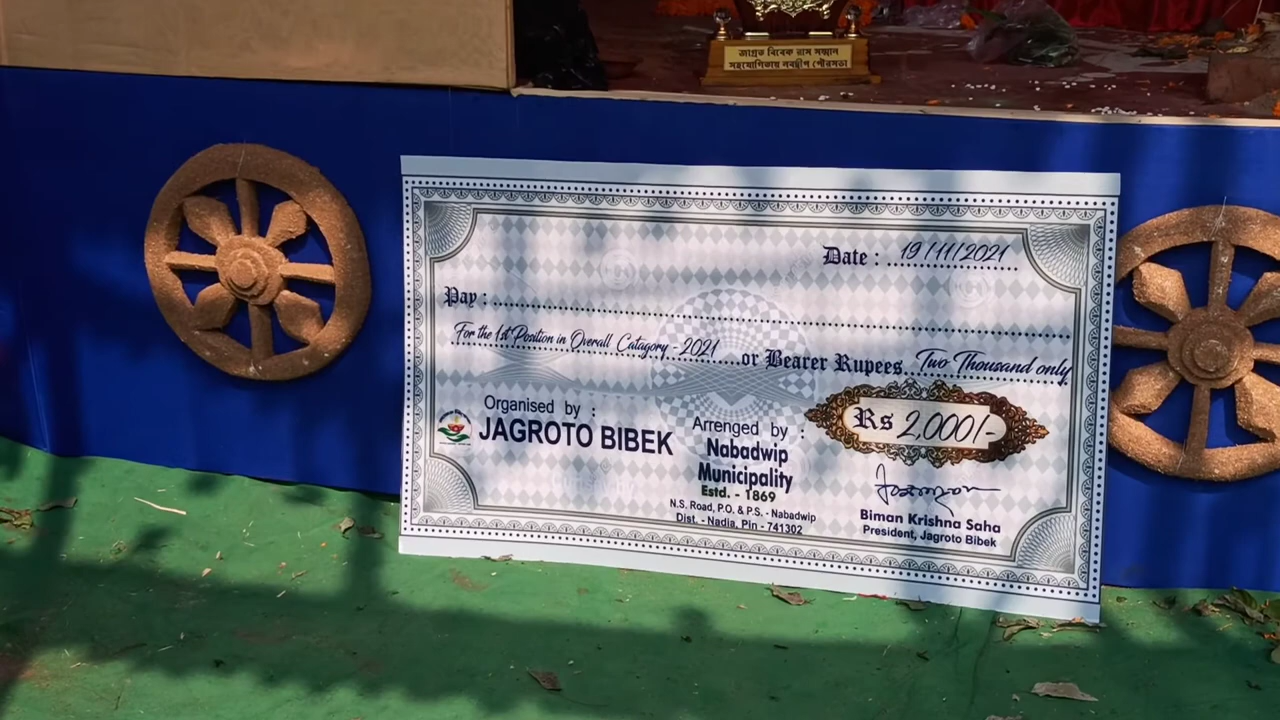 জাগ্রত বিবেক রাস সম্মান
সহযোগিতায় নবদ্বীপ পৌরসভা
Date : 19/11/2021
Pay :
For the 1st Position in Overall Catagory - 2021 or Bearer Rupees Two Thousand only
Rs 2,000/-
Organised by :
JAGROTO BIBEK
Arranged by :
Nabadwip
Municipality
Estd. - 1869
N.S. Road, P.O. & P.S. - Nabadwip
Dist. - Nadia, Pin - 741302
Biman Krishna Saha
President, Jagroto Bibek